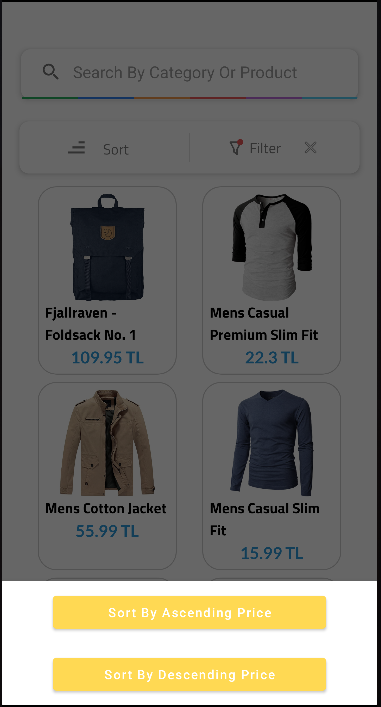 Search By Category Or Product
Sort
Filter
Fjallraven -
Foldsack No. 1
109.95 TL
Mens Casual
Premium Slim Fit
22.3 TL
Mens Cotton Jacket
55.99 TL
Mens Casual Slim
Fit
15.99 TL
Sort By Ascending Price
Sort By Descending Price